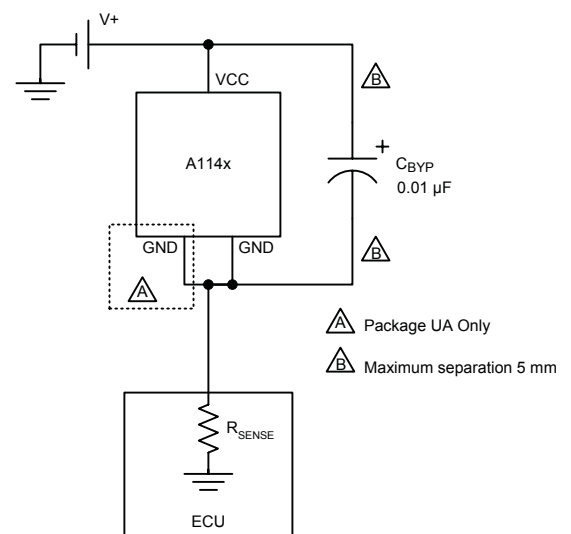 V+
B
VCC
A114x
+
CBYP
0.01 µF
GND
GND
A
B
A Package UA Only
B Maximum separation 5 mm
RSENSE
ECU